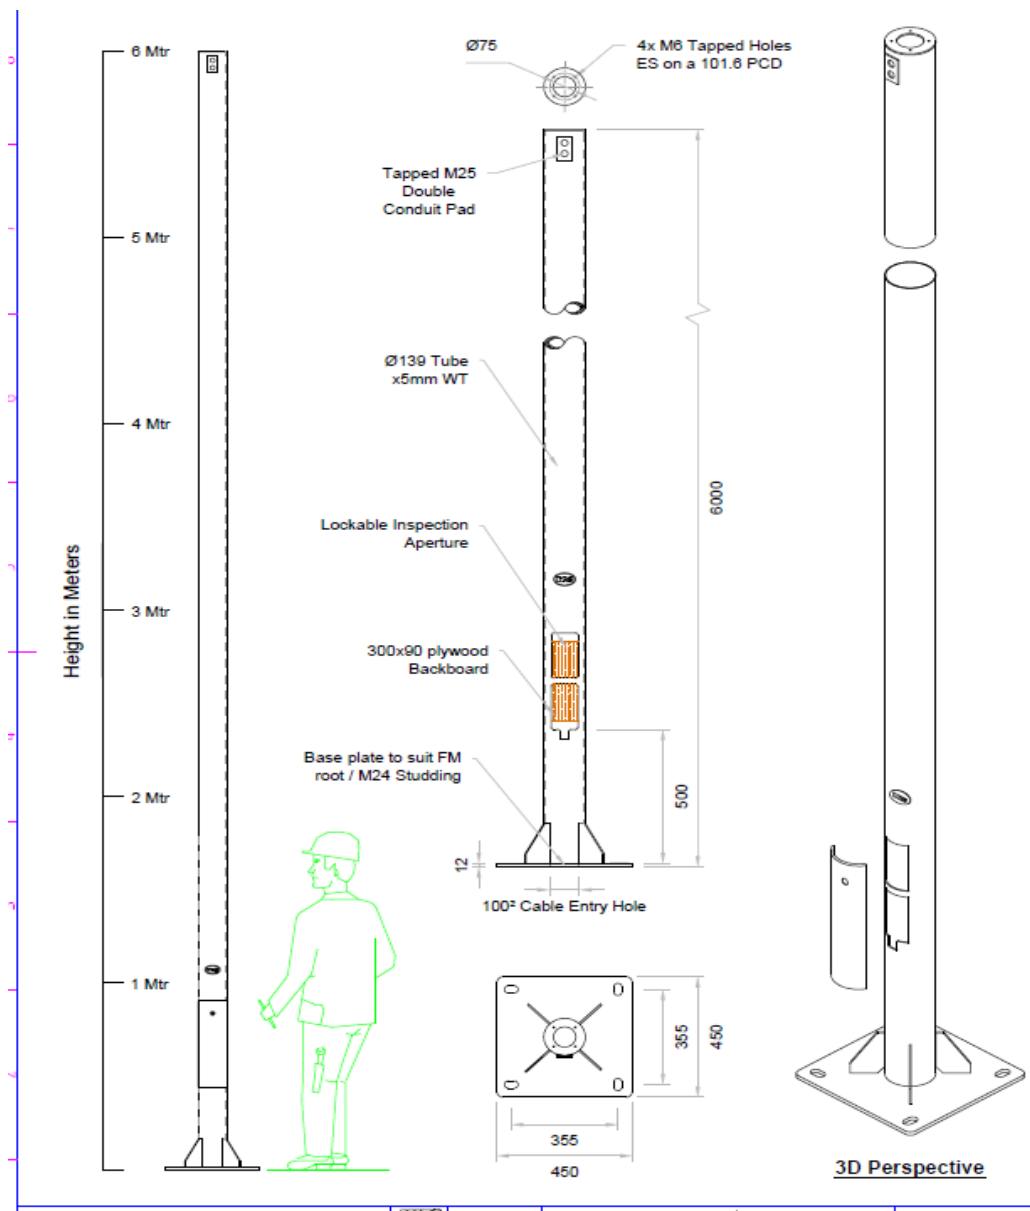 6 Mtr
5 Mtr
4 Mtr
3 Mtr
2 Mtr
1 Mtr
Height in Meters
Ø75
4x M6 Tapped Holes
ES on a 101.6 PCD
Tapped M25
Double
Conduit Pad
Ø139 Tube
x5mm WT
Lockable Inspection
Aperture
300x90 plywood
Backboard
Base plate to suit FM
root / M24 Studding
6000
500
12
100² Cable Entry Hole
355
450
355
450
3D Perspective